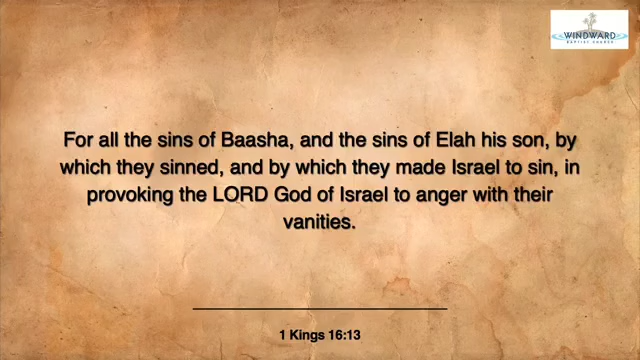 WINDWARD
BAPTIST CHURCH
For all the sins of Baasha, and the sins of Elah his son, by
which they sinned, and by which they made Israel to sin, in
provoking the LORD God of Israel to anger with their
vanities.
1 Kings 16:13